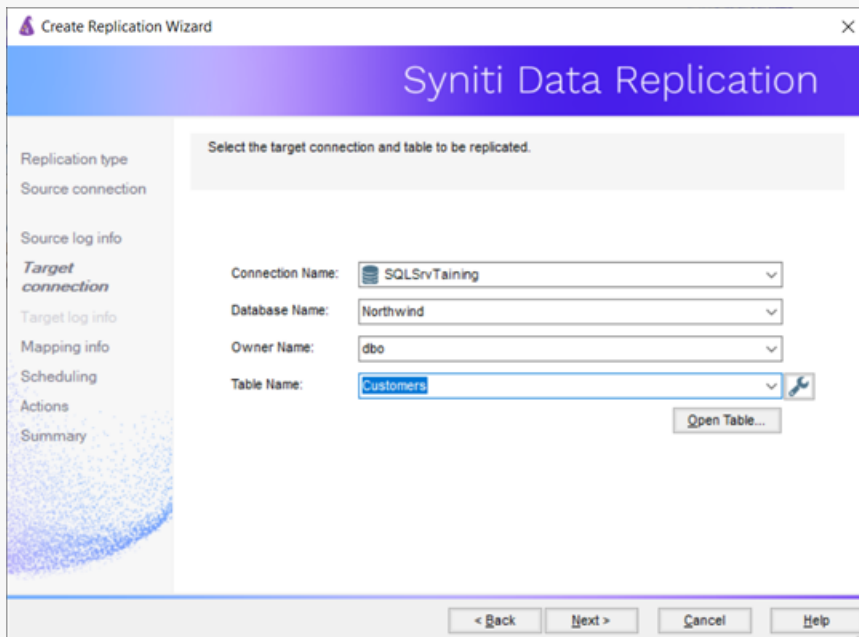 Create Replication Wizard
Syniti Data Replication
Replication type
Source connection
Source log info
Target
connection
Target log info
Mapping info
Scheduling
Actions
Summary
Select the target connection and table to be replicated.
Connection Name: SQLSrvTaining
Database Name: Northwind
Owner Name: dbo
Table Name: Customers
Open Table...
< Back Next > Cancel Help